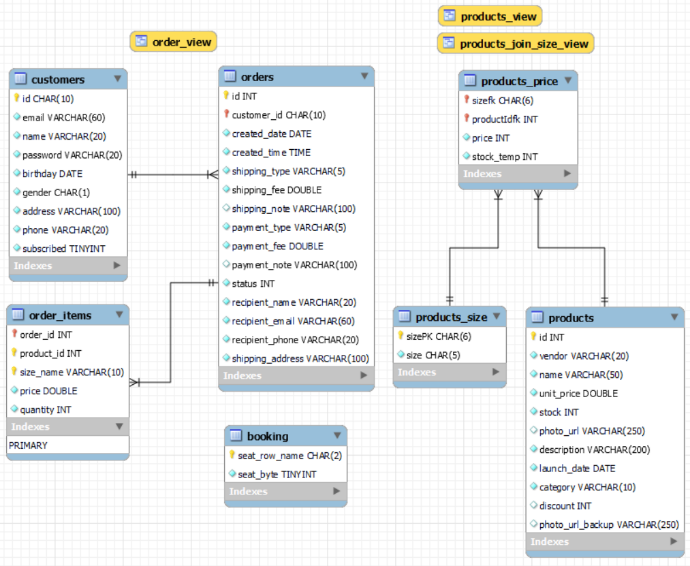 order_view
products_view
products_join_size_view
customers
id CHAR(10)
email VARCHAR(60)
name VARCHAR(20)
password VARCHAR(20)
birthday DATE
gender CHAR(1)
address VARCHAR(100)
phone VARCHAR(20)
subscribed TINYINT
Indexes
orders
id INT
customer_id CHAR(10)
created_date DATE
created_time TIME
shipping_type VARCHAR(5)
shipping_fee DOUBLE
shipping_note VARCHAR(100)
payment_type VARCHAR(5)
payment_fee DOUBLE
payment_note VARCHAR(100)
status INT
recipient_name VARCHAR(20)
recipient_email VARCHAR(60)
recipient_phone VARCHAR(20)
shipping_address VARCHAR(100)
Indexes
products_price
sizefk CHAR(6)
productIdfk INT
price INT
stock_temp INT
Indexes
order_items
order_id INT
product_id INT
size_name VARCHAR(10)
price DOUBLE
quantity INT
Indexes
PRIMARY
products_size
sizePK CHAR(6)
size CHAR(5)
Indexes
products
id INT
vendor VARCHAR(20)
name VARCHAR(50)
unit_price DOUBLE
stock INT
photo_url VARCHAR(250)
description VARCHAR(200)
launch_date DATE
category VARCHAR(10)
discount INT
photo_url_backup VARCHAR(250)
Indexes
booking
seat_row_name CHAR(2)
seat_byte TINYINT
Indexes